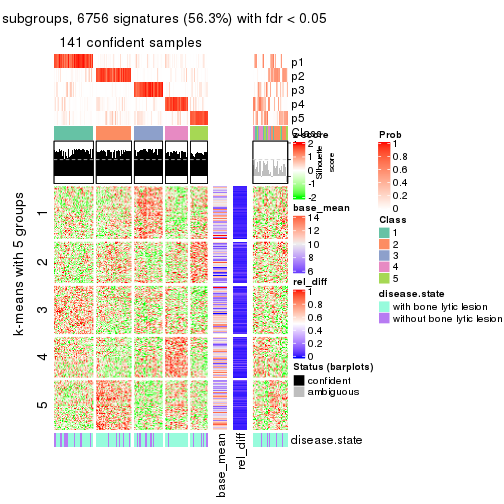 subgroups, 6756 signatures (56.3%) with fdr < 0.05
141 confident samples
p1
p2
p3
p4
p5
Class
z-score
2
1
0
-1
-2
Silhouette
score
base_mean
14
12
10
8
6
rel_diff
1
0.8
0.6
0.4
0.2
0
Status (barplots)
confident
ambiguous
Prob
1
0.8
0.6
0.4
0.2
0
Class
1
2
3
4
5
disease.state
with bone lytic lesion
without bone lytic lesion
k-means with 5 groups
1
2
3
4
5
disease.state
base_mean
rel_diff